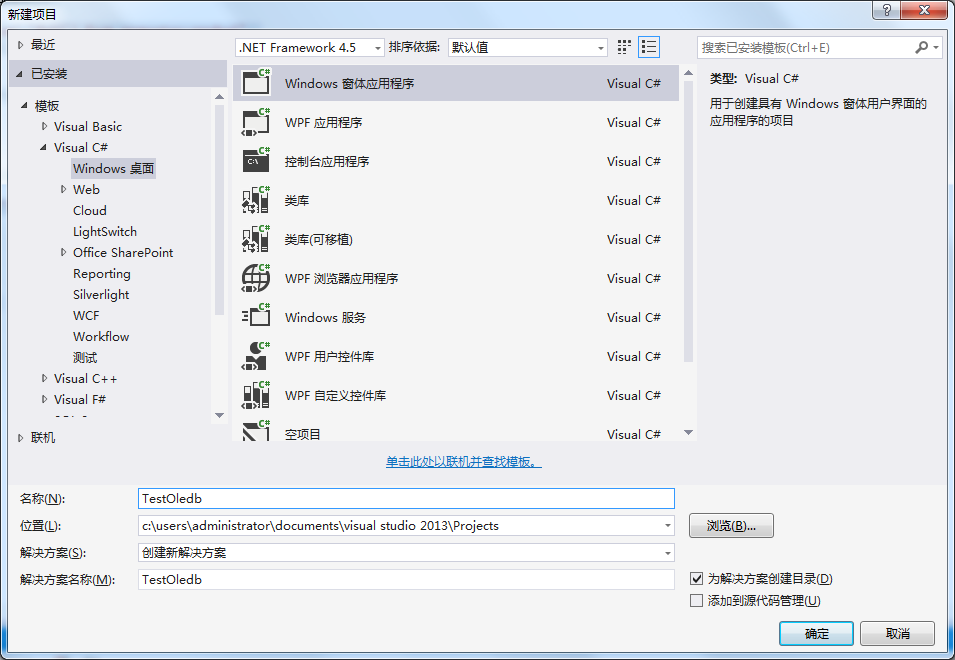 新建项目
最近
.NET Framework 4.5 排序依据: 默认值
搜索已安装模板(Ctrl+E)
已安装
模板
Visual Basic
Visual C#
Windows 桌面
Web
Cloud
LightSwitch
Office SharePoint
Reporting
Silverlight
WCF
Workflow
测试
Visual C++
Visual F#
联机
C# Windows 窗体应用程序 Visual C#
C# WPF 应用程序 Visual C#
C# C:\ 控制台应用程序 Visual C#
C# 类库 Visual C#
C# 类库(可移植) Visual C#
C# WPF 浏览器应用程序 Visual C#
C# Windows 服务 Visual C#
C# WPF 用户控件库 Visual C#
C# WPF 自定义控件库 Visual C#
C# 空项目 Visual C#
类型: Visual C#
用于创建具有 Windows 窗体用户界面的
应用程序的项目
单击此处以联机并查找模板。
名称(N): TestOledb
位置(L): c:\users\administrator\documents\visual studio 2013\Projects 浏览(B)...
解决方案(S): 创建新解决方案
解决方案名称(M): TestOledb
为解决方案创建目录(D)
添加到源代码管理(U)
确定 取消